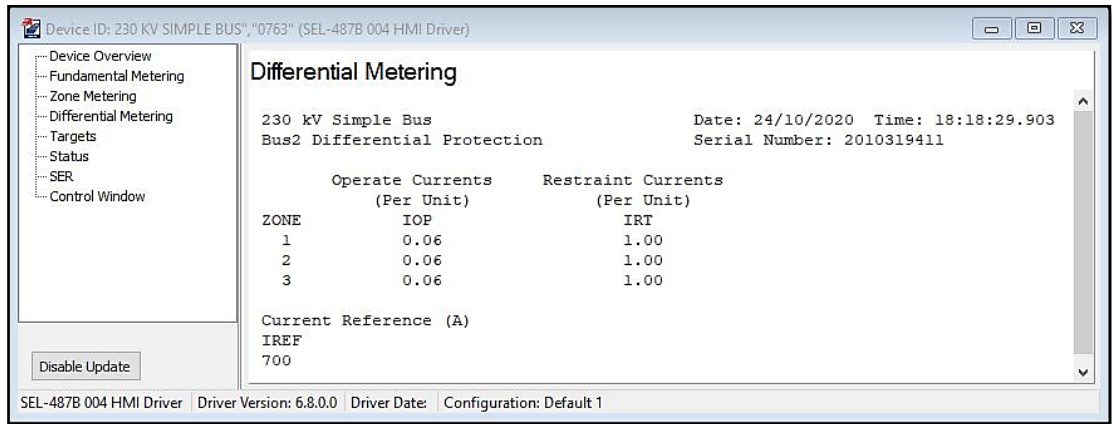 Device ID: 230 KV SIMPLE BUS","0763" (SEL-487B 004 HMI Driver)
Device Overview
Fundamental Metering
Zone Metering
Differential Metering
Targets
Status
SER
Control Window
Disable Update
Differential Metering
230 kV Simple Bus Date: 24/10/2020 Time: 18:18:29.903
Bus2 Differential Protection Serial Number: 2010319411
Operate Currents Restraint Currents
(Per Unit) (Per Unit)
ZONE IOP IRT
1 0.06 1.00
2 0.06 1.00
3 0.06 1.00
Current Reference (A)
IREF
700
SEL-487B 004 HMI Driver Driver Version: 6.8.0.0 Driver Date: Configuration: Default 1